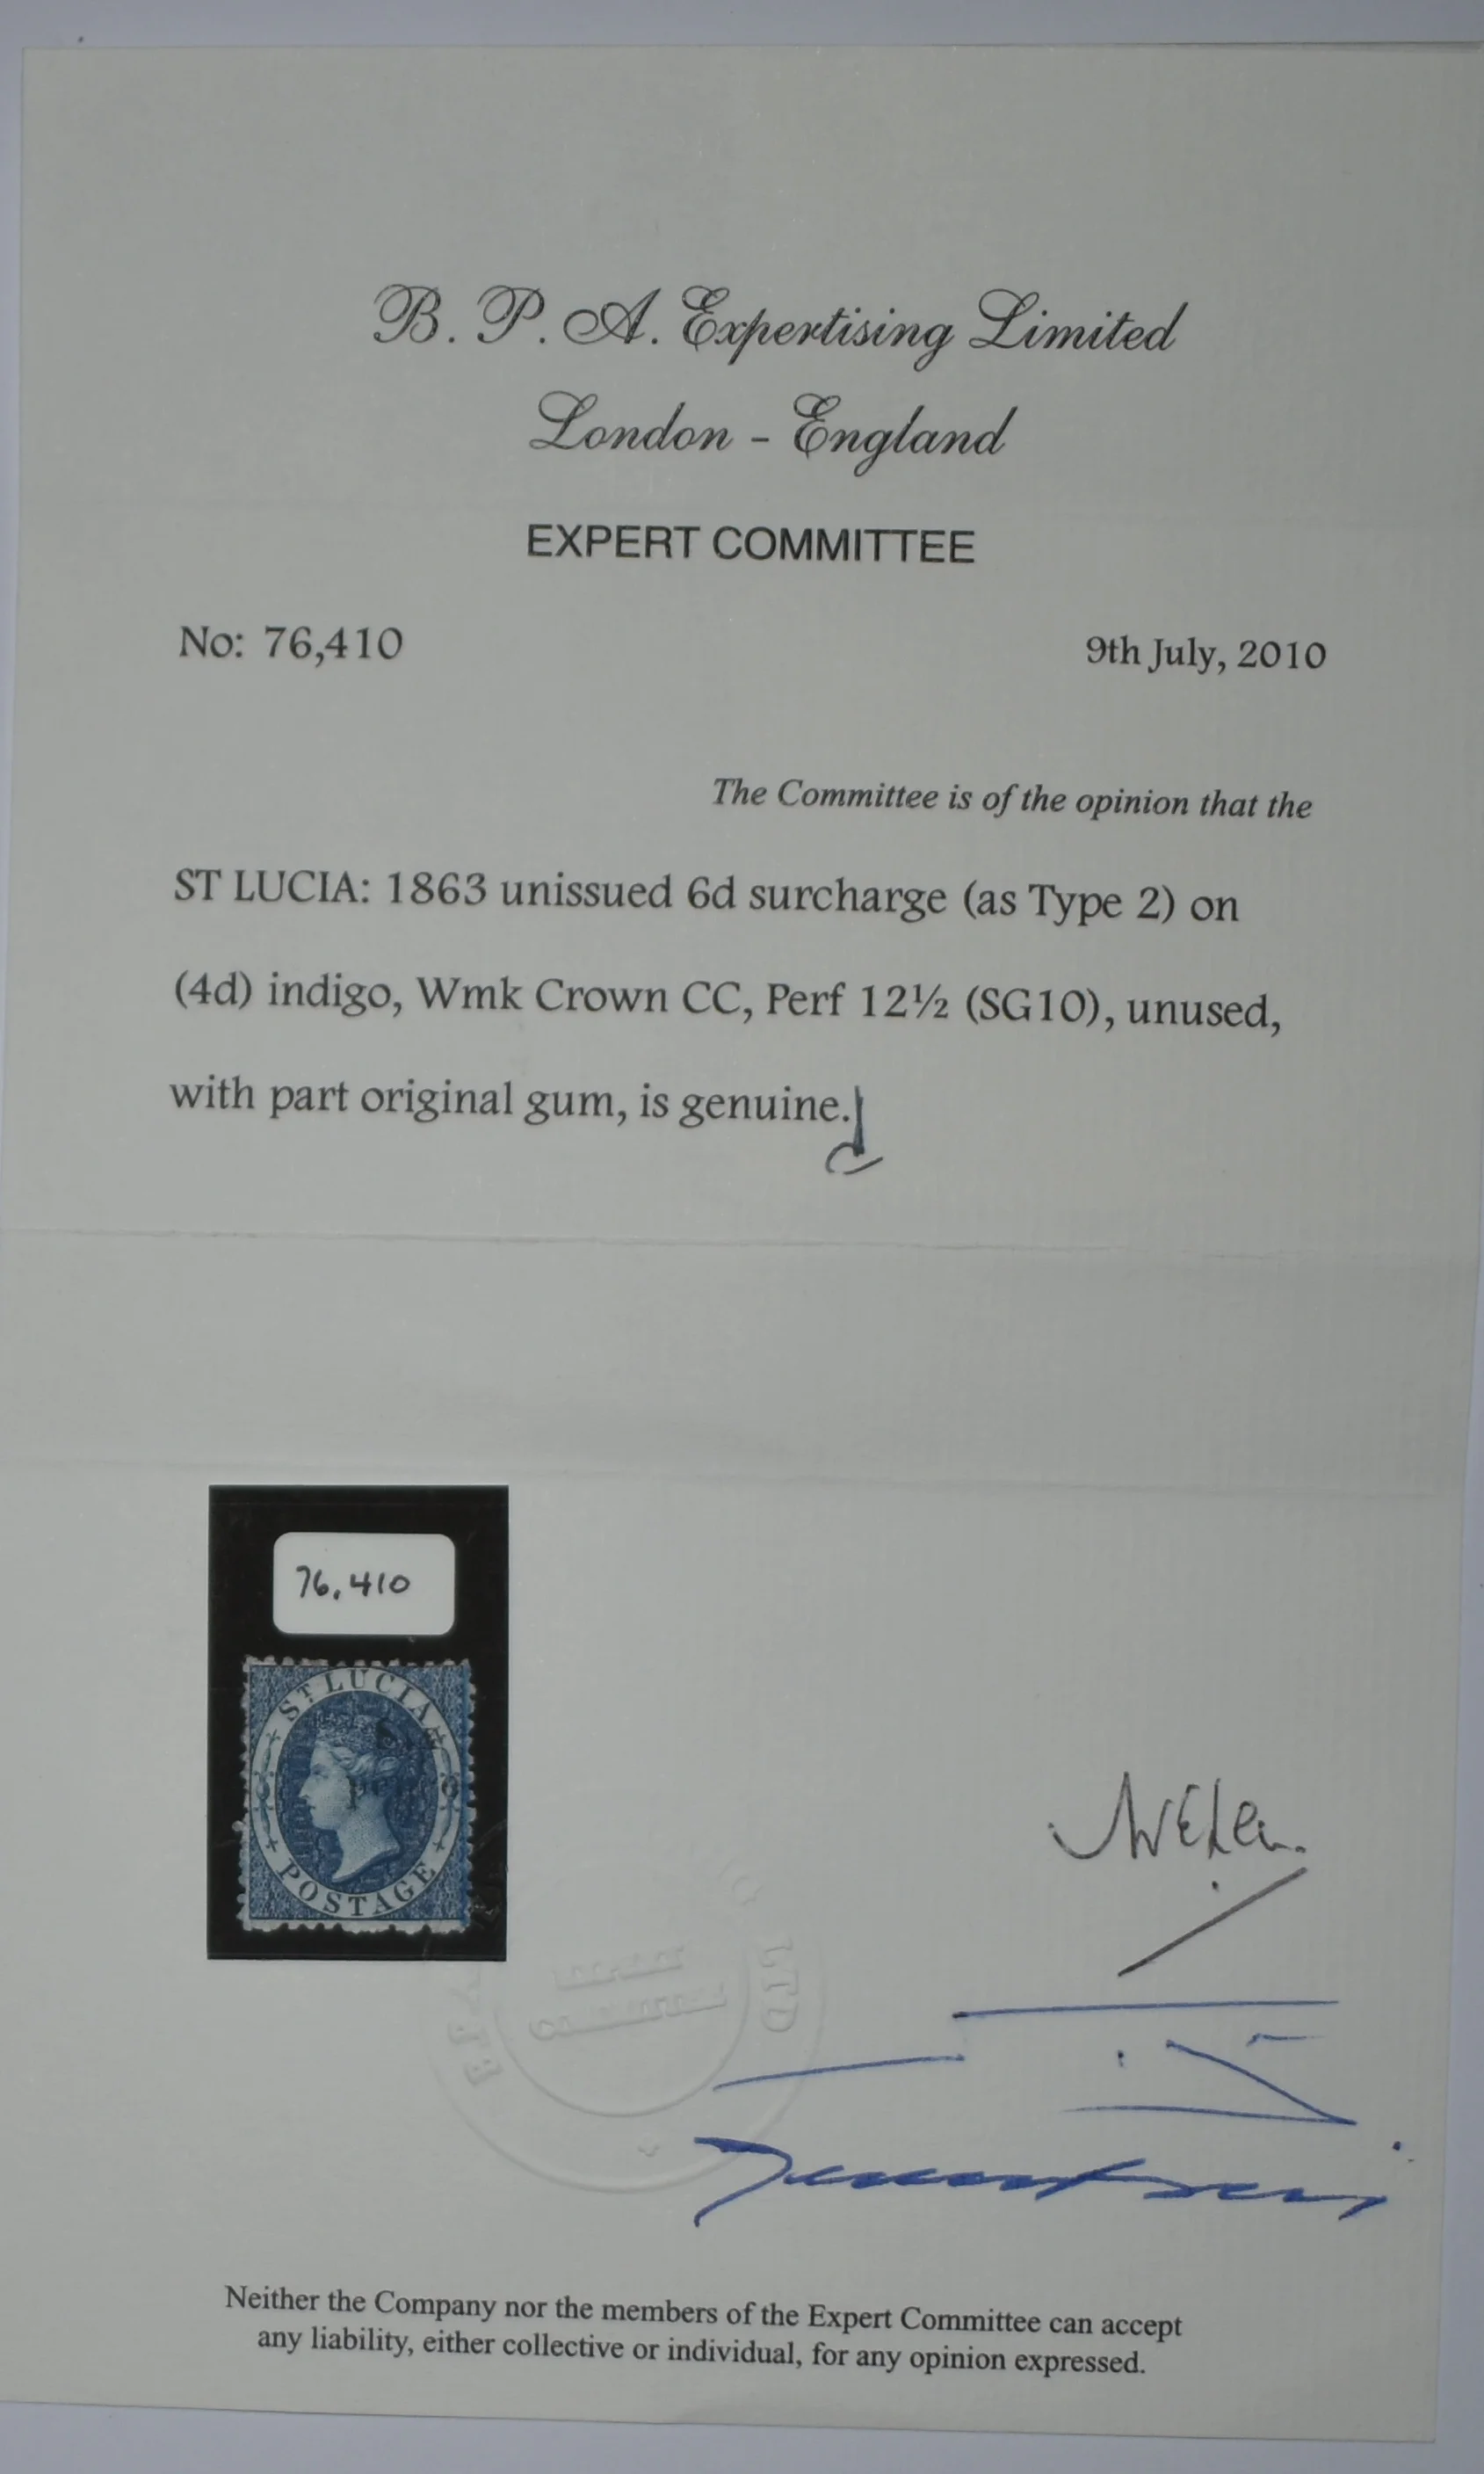 B. P. A. Expertising Limited
London - England
EXPERT COMMITTEE
No: 76,410
9th July, 2010
The Committee is of the opinion that the
ST LUCIA: 1863 unissued 6d surcharge (as Type 2) on
(4d) indigo, Wmk Crown CC, Perf 12½ (SG10), unused,
with part original gum, is genuine.
76,410
ST LUCIA
POSTAGE
LTD
Neither the Company nor the members of the Expert Committee can accept
any liability, either collective or individual, for any opinion expressed.